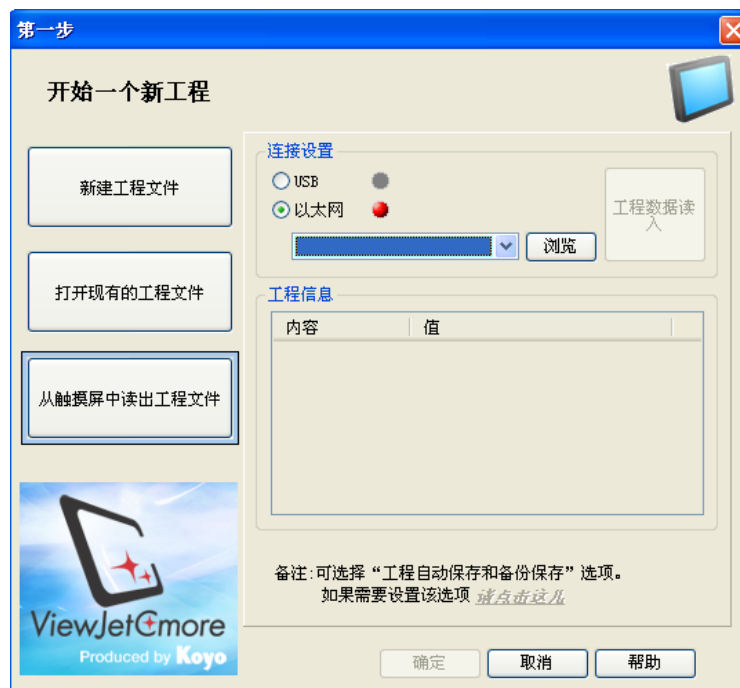 第一步
开始一个新工程
新建工程文件
打开现有的工程文件
从触摸屏中读出工程文件
连接设置
USB
以太网
浏览
工程数据读
入
工程信息
内容 值
备注:可选择“工程自动保存和备份保存”选项。
如果需要设置该选项 请点击这儿
ViewJetCmore
Produced by Koyo
确定 取消 帮助